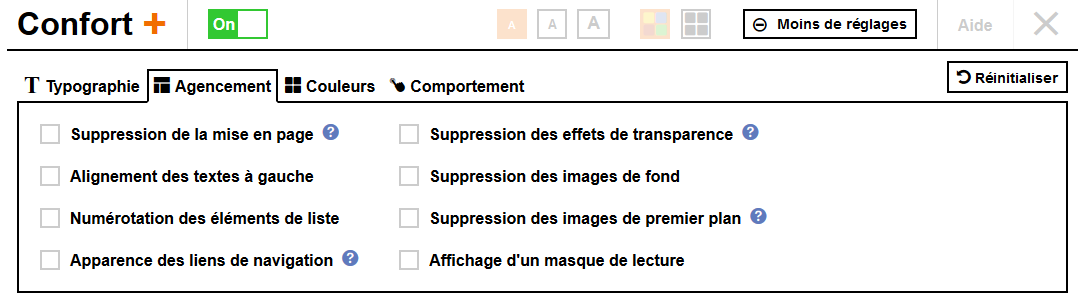 Confort + On A A A Moins de réglages Aide
Réinitialiser
Typographie Agencement Couleurs Comportement
Suppression de la mise en page ? Suppression des effets de transparence ?
Alignement des textes à gauche Suppression des images de fond
Numérotation des éléments de liste Suppression des images de premier plan ?
Apparence des liens de navigation ? Affichage d'un masque de lecture